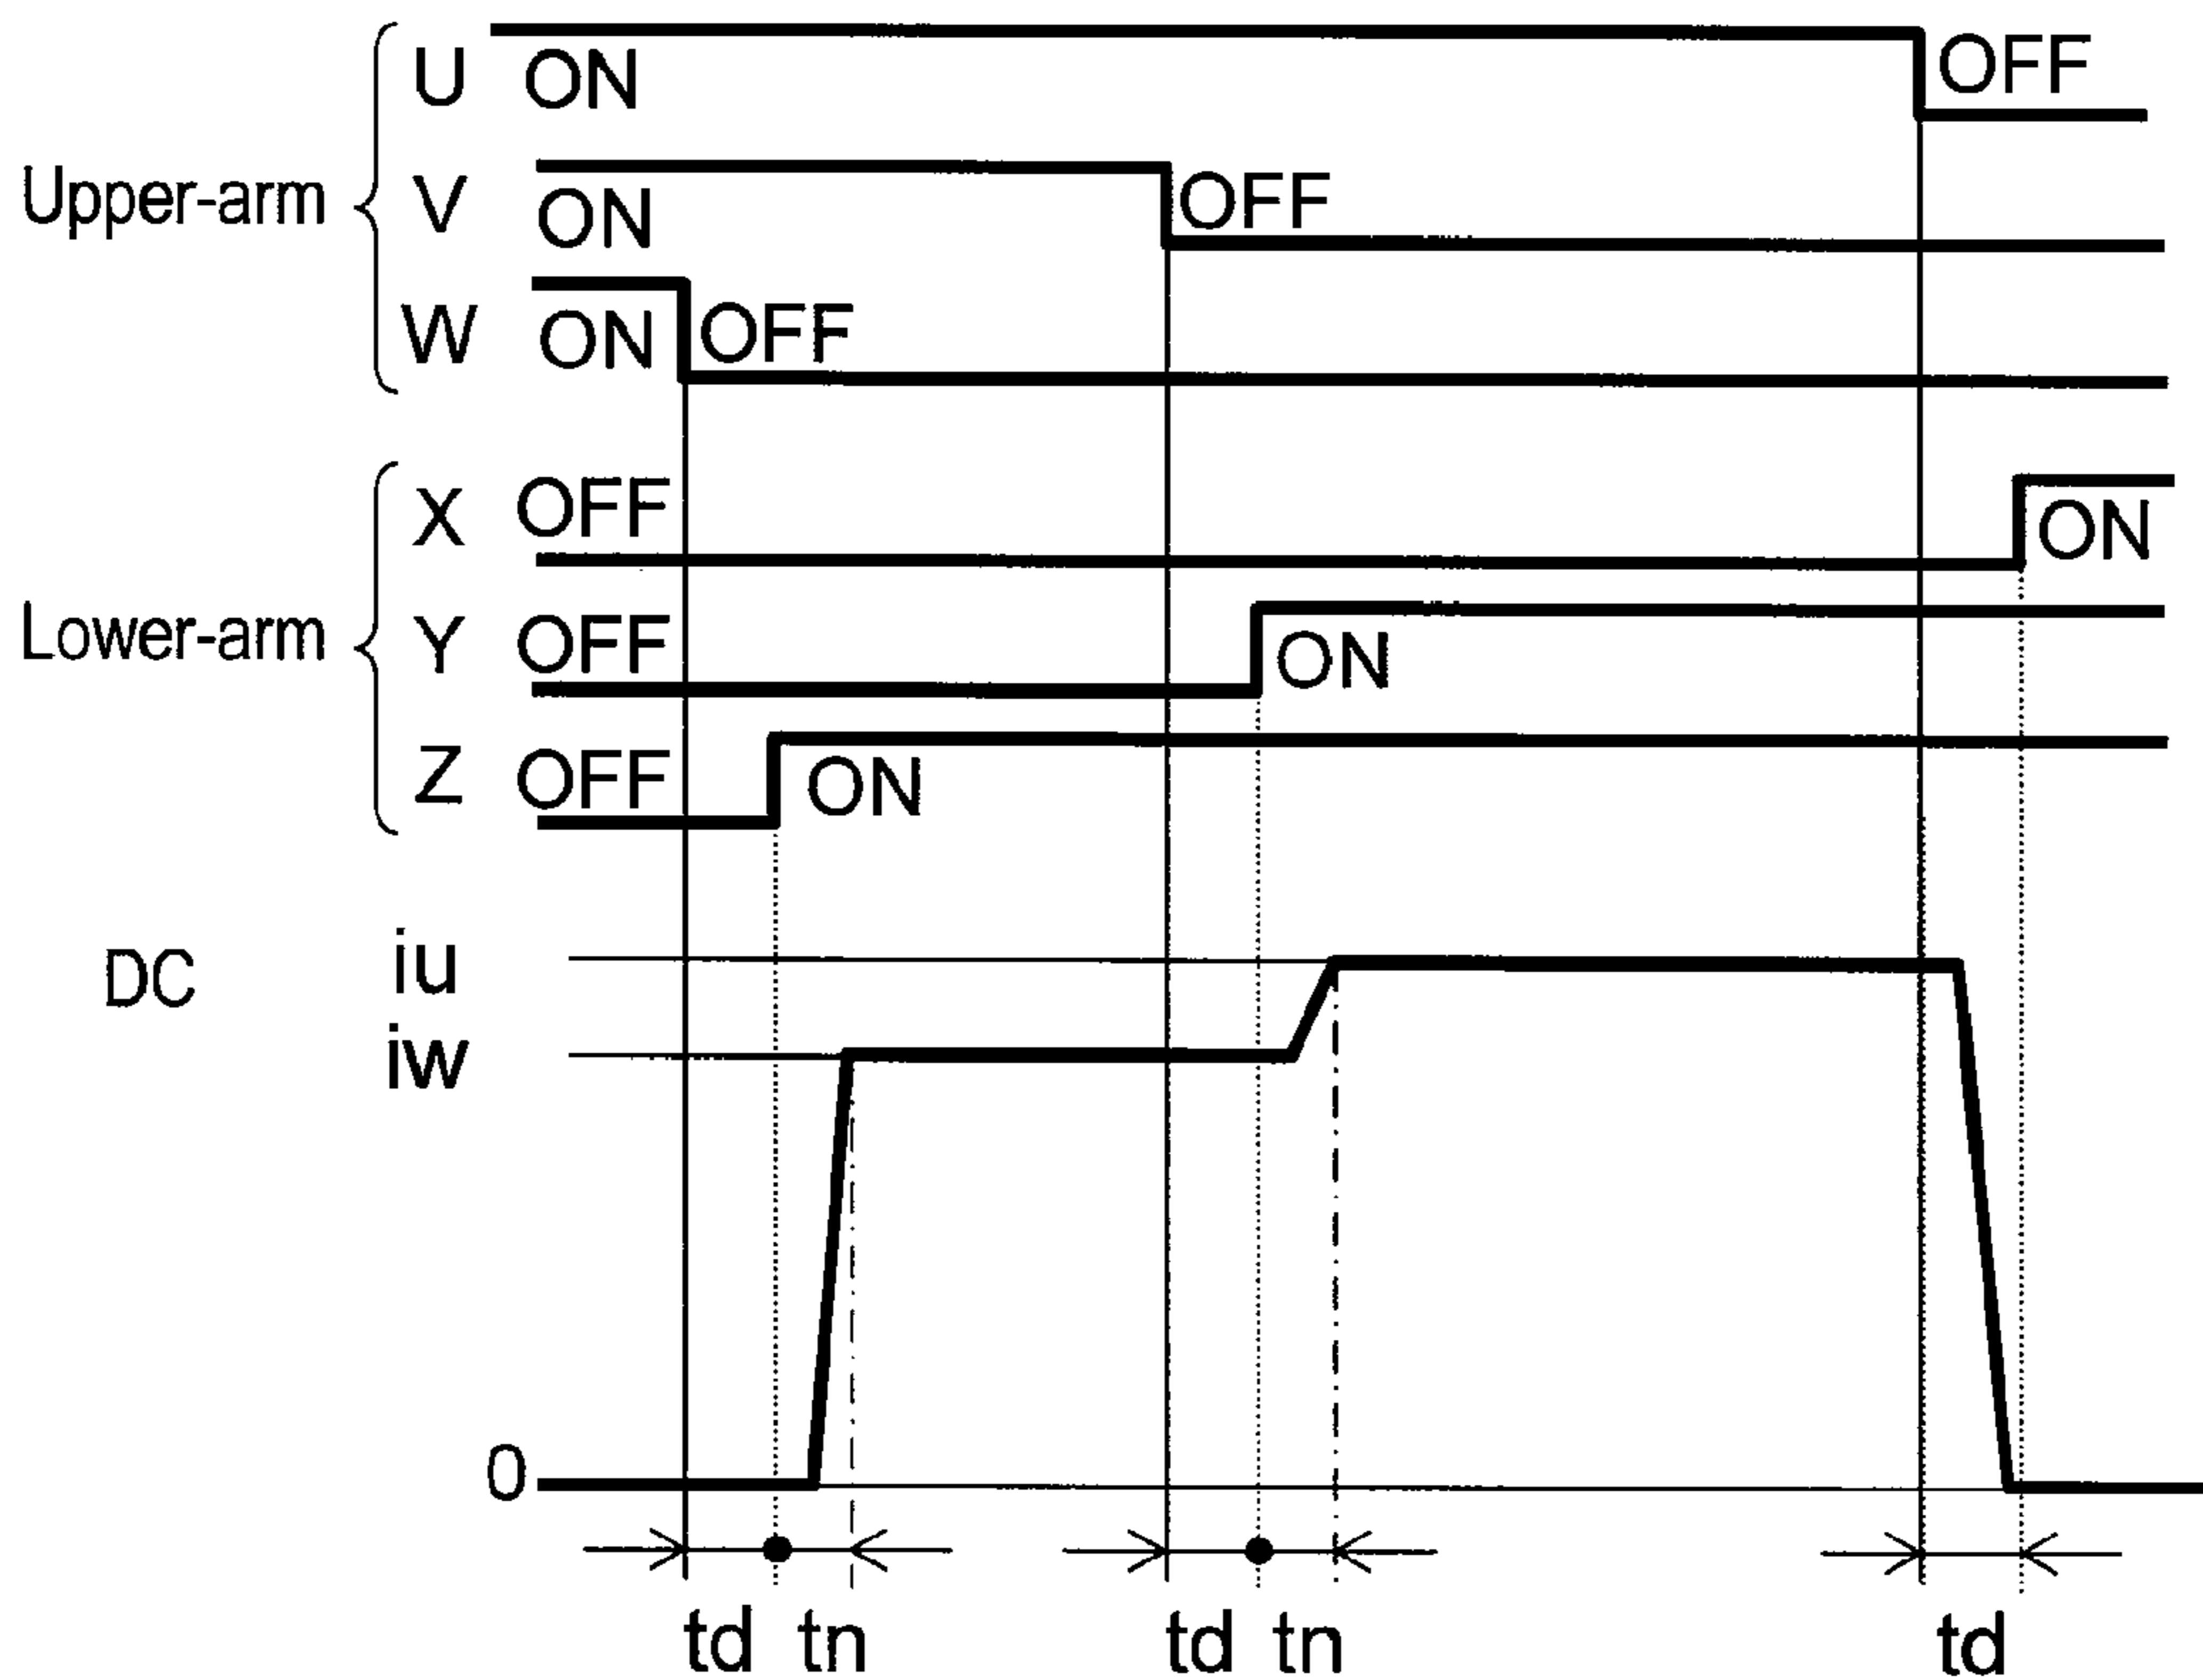 U ON OFF
Upper-arm V ON OFF
W ON OFF
X OFF ON
Lower-arm Y OFF ON
Z OFF ON
DC iu
iw
0
td tn td tn td